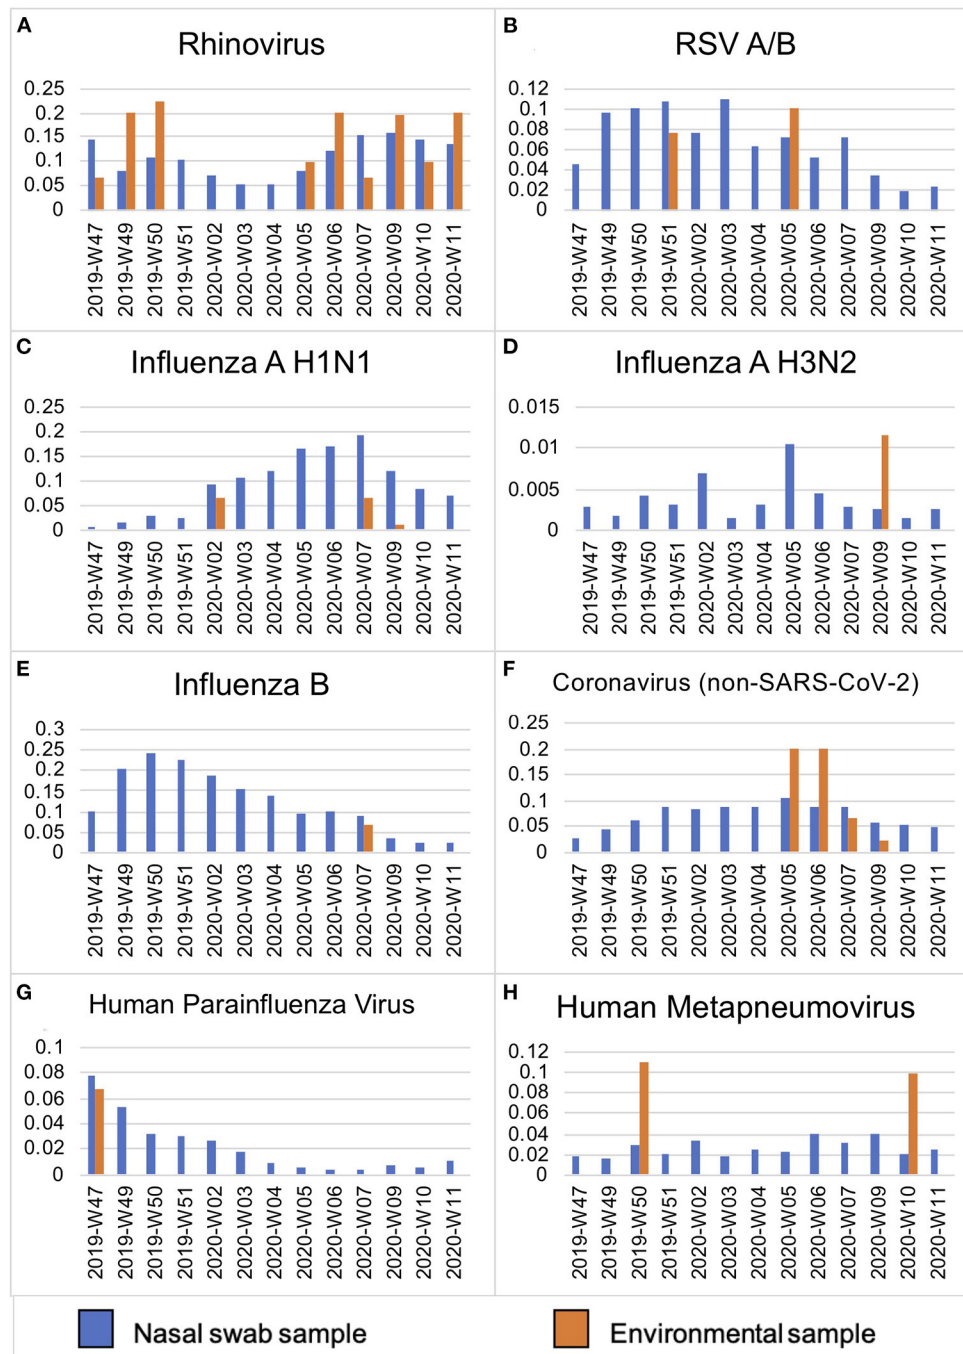 A
Rhinovirus
0.25
0.2
0.15
0.1
0.05
0
2019-W47
2019-W49
2019-W50
2019-W51
2020-W02
2020-W03
2020-W04
2020-W05
2020-W06
2020-W07
2020-W09
2020-W10
2020-W11
B
RSV A/B
0.12
0.1
0.08
0.06
0.04
0.02
0
2019-W47
2019-W49
2019-W50
2019-W51
2020-W02
2020-W03
2020-W04
2020-W05
2020-W06
2020-W07
2020-W09
2020-W10
2020-W11
C
Influenza A H1N1
0.25
0.2
0.15
0.1
0.05
0
2019-W47
2019-W49
2019-W50
2019-W51
2020-W02
2020-W03
2020-W04
2020-W05
2020-W06
2020-W07
2020-W09
2020-W10
2020-W11
D
Influenza A H3N2
0.015
0.01
0.005
0
2019-W47
2019-W49
2019-W50
2019-W51
2020-W02
2020-W03
2020-W04
2020-W05
2020-W06
2020-W07
2020-W09
2020-W10
2020-W11
E
Influenza B
0.3
0.25
0.2
0.15
0.1
0.05
0
2019-W47
2019-W49
2019-W50
2019-W51
2020-W02
2020-W03
2020-W04
2020-W05
2020-W06
2020-W07
2020-W09
2020-W10
2020-W11
F
Coronavirus (non-SARS-CoV-2)
0.25
0.2
0.15
0.1
0.05
0
2019-W47
2019-W49
2019-W50
2019-W51
2020-W02
2020-W03
2020-W04
2020-W05
2020-W06
2020-W07
2020-W09
2020-W10
2020-W11
G
Human Parainfluenza Virus
0.1
0.08
0.06
0.04
0.02
0
2019-W47
2019-W49
2019-W50
2019-W51
2020-W02
2020-W03
2020-W04
2020-W05
2020-W06
2020-W07
2020-W09
2020-W10
2020-W11
H
Human Metapneumovirus
0.12
0.1
0.08
0.06
0.04
0.02
0
2019-W47
2019-W49
2019-W50
2019-W51
2020-W02
2020-W03
2020-W04
2020-W05
2020-W06
2020-W07
2020-W09
2020-W10
2020-W11
Nasal swab sample
Environmental sample